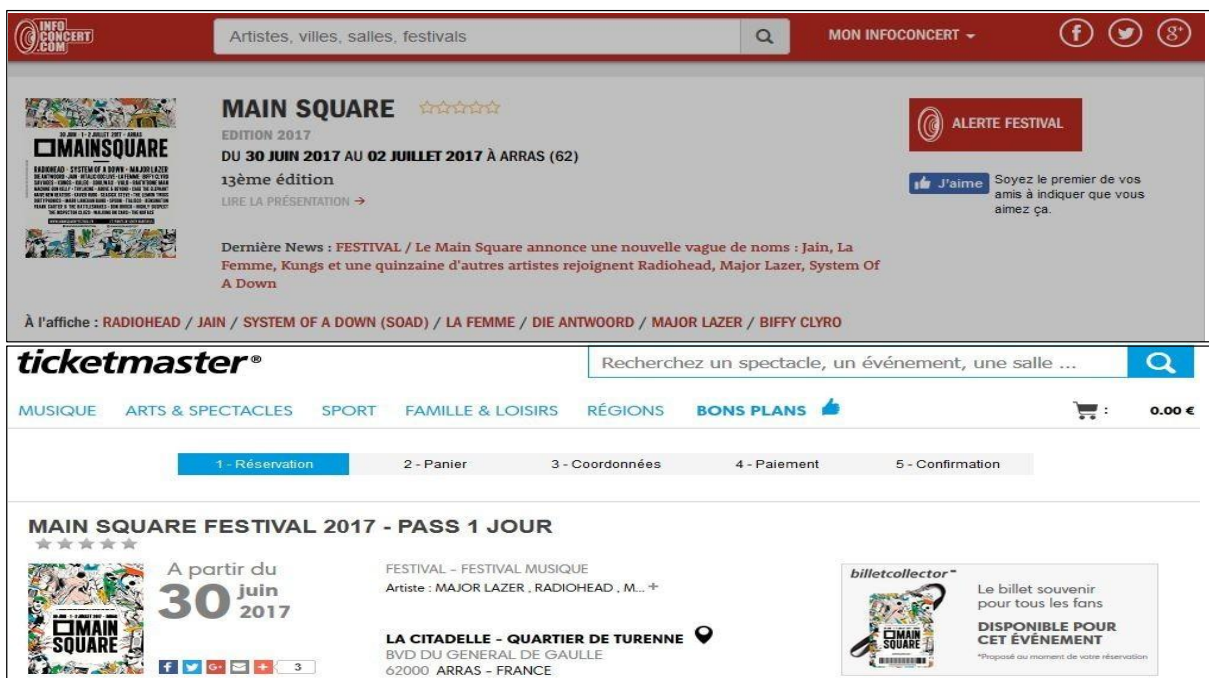 INFO
CONCERT
.COM
Artistes, villes, salles, festivals
MON INFOCONCERT
f
g+
30 JUIN - 1 - 2 JUILLET 2017 - ARRAS
MAINSQUARE
RADIOHEAD - SYSTEM OF A DOWN - MAJOR LAZER
MAIN SQUARE
EDITION 2017
DU 30 JUIN 2017 AU 02 JUILLET 2017 À ARRAS (62)
13ème édition
LIRE LA PRÉSENTATION →
Dernière News : FESTIVAL / Le Main Square annonce une nouvelle vague de noms : Jain, La
Femme, Kungs et une quinzaine d'autres artistes rejoignent Radiohead, Major Lazer, System Of
A Down
ALERTE FESTIVAL
J'aime
Soyez le premier de vos
amis à indiquer que vous
aimez ça.
À l'affiche : RADIOHEAD / JAIN / SYSTEM OF A DOWN (SOAD) / LA FEMME / DIE ANTWOORD / MAJOR LAZER / BIFFY CLYRO
ticketmaster®
Recherchez un spectacle, un événement, une salle ...
MUSIQUE ARTS & SPECTACLES SPORT FAMILLE & LOISIRS RÉGIONS BONS PLANS : 0.00 €
1 - Réservation 2 - Panier 3 - Coordonnées 4 - Paiement 5 - Confirmation
MAIN SQUARE FESTIVAL 2017 - PASS 1 JOUR
MAIN
SQUARE
A partir du
30 juin
2017
f G+ + 3
FESTIVAL - FESTIVAL MUSIQUE
Artiste : MAJOR LAZER , RADIOHEAD , M... +
LA CITADELLE - QUARTIER DE TURENNE
BVD DU GENERAL DE GAULLE
62000 ARRAS - FRANCE
billetcollector
MAIN
SQUARE
Le billet souvenir
pour tous les fans
DISPONIBLE POUR
CET ÉVÉNEMENT
*Proposé au moment de votre réservation